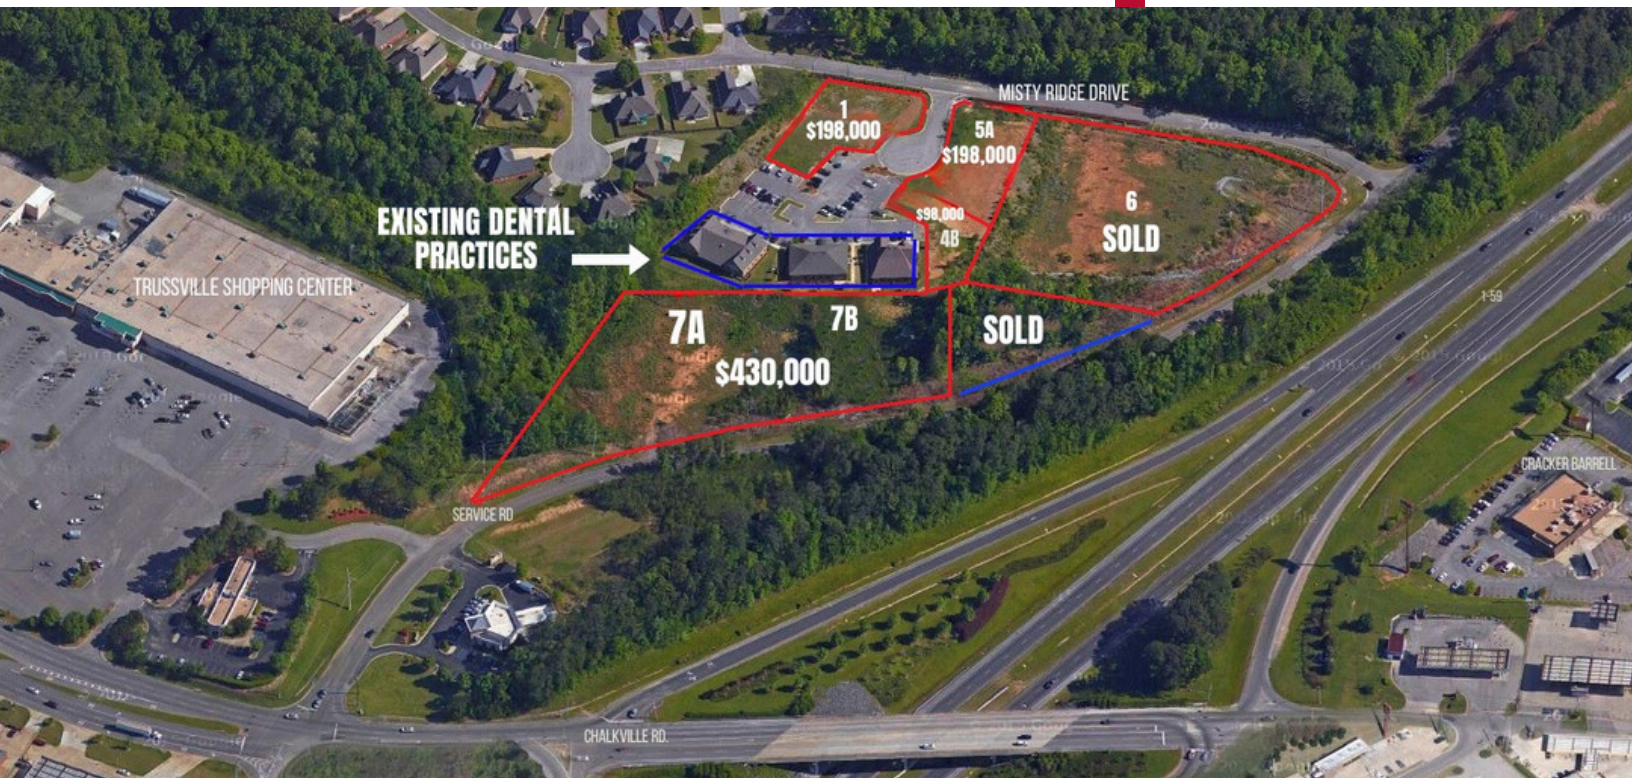 MISTY RIDGE DRIVE
1
$198,000
5A
$198,000
6
SOLD
$98,000
4B
EXISTING DENTAL
PRACTICES
TRUSSVILLE SHOPPING CENTER
7A
7B
$430,000
SOLD
I-59
CRACKER BARRELL
SERVICE RD
CHALKVILLE RD.